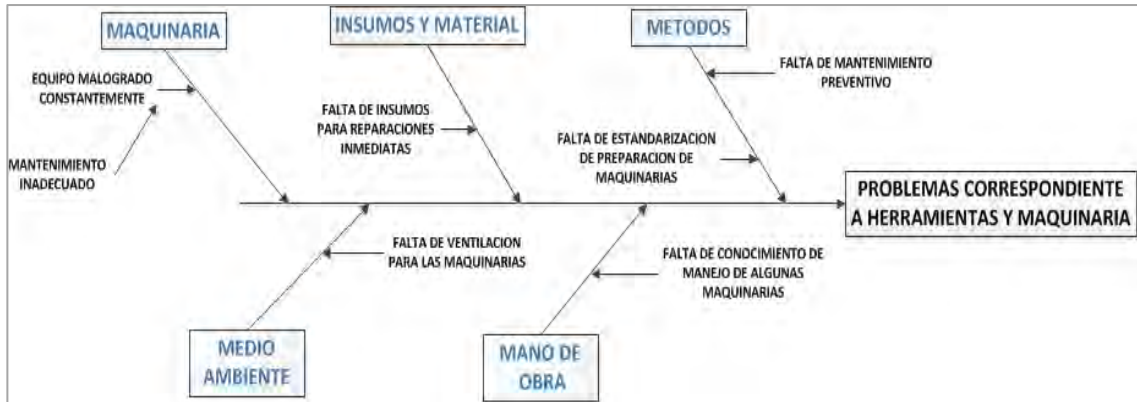 MAQUINARIA
INSUMOS Y MATERIAL
METODOS
EQUIPO MALOGRADO
CONSTANTEMENTE
MANTENIMIENTO
INADECUADO
FALTA DE INSUMOS
PARA REPARACIONES
INMEDIATAS
FALTA DE MANTENIMIENTO
PREVENTIVO
FALTA DE ESTANDARIZACION
DE PREPARACION DE
MAQUINARIAS
PROBLEMAS CORRESPONDIENTE
A HERRAMIENTAS Y MAQUINARIA
FALTA DE VENTILACION
PARA LAS MAQUINARIAS
FALTA DE CONOCIMIENTO DE
MANEJO DE ALGUNAS
MAQUINARIAS
MEDIO
AMBIENTE
MANO DE
OBRA